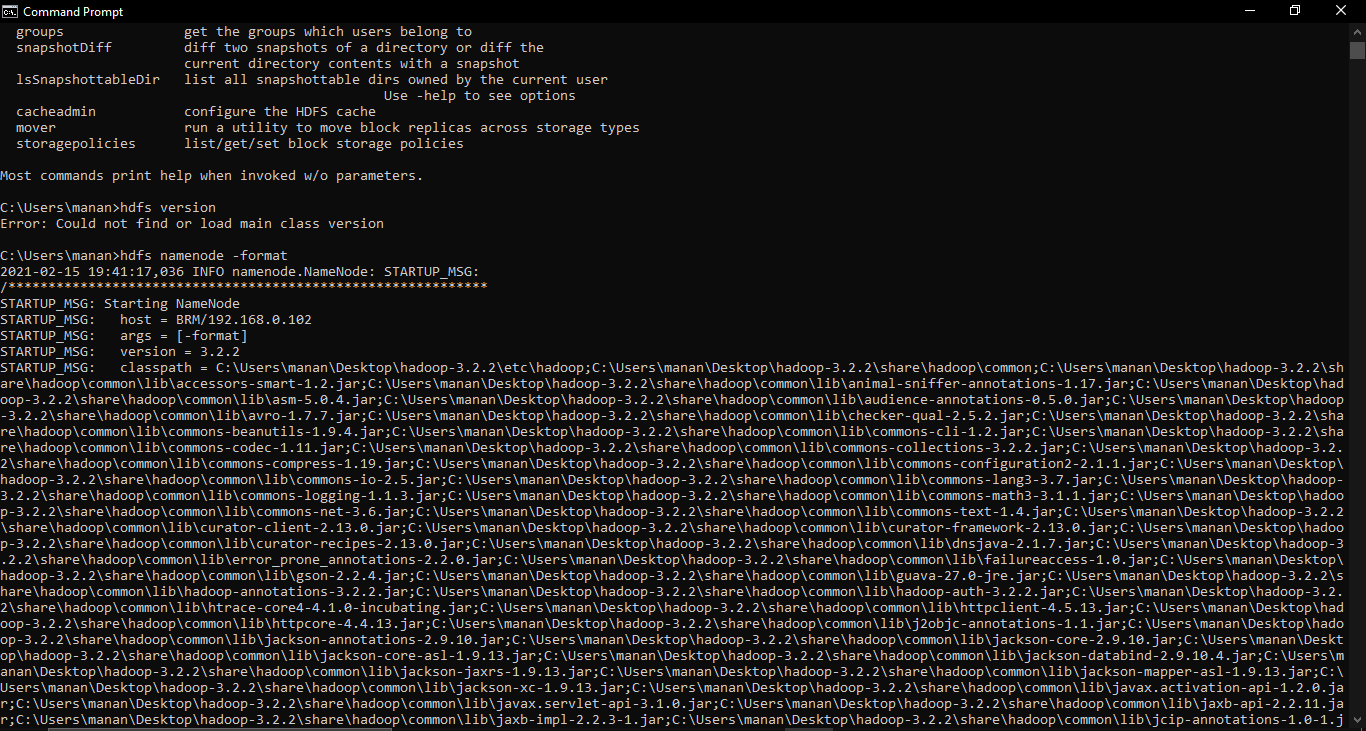 Command Prompt
groups get the groups which users belong to
snapshotDiff diff two snapshots of a directory or diff the
current directory contents with a snapshot
lsSnapshottableDir list all snapshottable dirs owned by the current user
Use -help to see options
cacheadmin configure the HDFS cache
mover run a utility to move block replicas across storage types
storagepolicies list/get/set block storage policies
Most commands print help when invoked w/o parameters.
C:\Users\manan>hdfs version
Error: Could not find or load main class version
C:\Users\manan>hdfs namenode -format
2021-02-15 19:41:17,036 INFO namenode.NameNode: STARTUP_MSG:
/************************************************************
STARTUP_MSG: Starting NameNode
STARTUP_MSG:   host = BRM/192.168.0.102
STARTUP_MSG:   args = [-format]
STARTUP_MSG:   version = 3.2.2
STARTUP_MSG:   classpath = C:\Users\manan\Desktop\hadoop-3.2.2\etc\hadoop;C:\Users\manan\Desktop\hadoop-3.2.2\share\hadoop\common;C:\Users\manan\Desktop\hadoop-3.2.2\sh
are\hadoop\common\lib\accessors-smart-1.2.jar;C:\Users\manan\Desktop\hadoop-3.2.2\share\hadoop\common\lib\animal-sniffer-annotations-1.17.jar;C:\Users\manan\Desktop\had
oop-3.2.2\share\hadoop\common\lib\asm-5.0.4.jar;C:\Users\manan\Desktop\hadoop-3.2.2\share\hadoop\common\lib\audience-annotations-0.5.0.jar;C:\Users\manan\Desktop\hadoop
-3.2.2\share\hadoop\common\lib\avro-1.7.7.jar;C:\Users\manan\Desktop\hadoop-3.2.2\share\hadoop\common\lib\checker-qual-2.5.2.jar;C:\Users\manan\Desktop\hadoop-3.2.2\sha
re\hadoop\common\lib\commons-beanutils-1.9.4.jar;C:\Users\manan\Desktop\hadoop-3.2.2\share\hadoop\common\lib\commons-cli-1.2.jar;C:\Users\manan\Desktop\hadoop-3.2.2\sha
re\hadoop\common\lib\commons-codec-1.11.jar;C:\Users\manan\Desktop\hadoop-3.2.2\share\hadoop\common\lib\commons-collections-3.2.2.jar;C:\Users\manan\Desktop\hadoop-3.2.
2\share\hadoop\common\lib\commons-compress-1.19.jar;C:\Users\manan\Desktop\hadoop-3.2.2\share\hadoop\common\lib\commons-configuration2-2.1.1.jar;C:\Users\manan\Desktop\
hadoop-3.2.2\share\hadoop\common\lib\commons-io-2.5.jar;C:\Users\manan\Desktop\hadoop-3.2.2\share\hadoop\common\lib\commons-lang3-3.7.jar;C:\Users\manan\Desktop\hadoop-
3.2.2\share\hadoop\common\lib\commons-logging-1.1.3.jar;C:\Users\manan\Desktop\hadoop-3.2.2\share\hadoop\common\lib\commons-math3-3.1.1.jar;C:\Users\manan\Desktop\hadoo
p-3.2.2\share\hadoop\common\lib\commons-net-3.6.jar;C:\Users\manan\Desktop\hadoop-3.2.2\share\hadoop\common\lib\commons-text-1.4.jar;C:\Users\manan\Desktop\hadoop-3.2.2
\share\hadoop\common\lib\curator-client-2.13.0.jar;C:\Users\manan\Desktop\hadoop-3.2.2\share\hadoop\common\lib\curator-framework-2.13.0.jar;C:\Users\manan\Desktop\hadoo
p-3.2.2\share\hadoop\common\lib\curator-recipes-2.13.0.jar;C:\Users\manan\Desktop\hadoop-3.2.2\share\hadoop\common\lib\dnsjava-2.1.7.jar;C:\Users\manan\Desktop\hadoop-3
.2.2\share\hadoop\common\lib\error_prone_annotations-2.2.0.jar;C:\Users\manan\Desktop\hadoop-3.2.2\share\hadoop\common\lib\failureaccess-1.0.jar;C:\Users\manan\Desktop\
hadoop-3.2.2\share\hadoop\common\lib\gson-2.2.4.jar;C:\Users\manan\Desktop\hadoop-3.2.2\share\hadoop\common\lib\guava-27.0-jre.jar;C:\Users\manan\Desktop\hadoop-3.2.2\s
hare\hadoop\common\lib\hadoop-annotations-3.2.2.jar;C:\Users\manan\Desktop\hadoop-3.2.2\share\hadoop\common\lib\hadoop-auth-3.2.2.jar;C:\Users\manan\Desktop\hadoop-3.2.
2\share\hadoop\common\lib\htrace-core4-4.1.0-incubating.jar;C:\Users\manan\Desktop\hadoop-3.2.2\share\hadoop\common\lib\httpclient-4.5.13.jar;C:\Users\manan\Desktop\had
oop-3.2.2\share\hadoop\common\lib\httpcore-4.4.13.jar;C:\Users\manan\Desktop\hadoop-3.2.2\share\hadoop\common\lib\j2objc-annotations-1.1.jar;C:\Users\manan\Desktop\hado
op-3.2.2\share\hadoop\common\lib\jackson-annotations-2.9.10.jar;C:\Users\manan\Desktop\hadoop-3.2.2\share\hadoop\common\lib\jackson-core-2.9.10.jar;C:\Users\manan\Deskt
op\hadoop-3.2.2\share\hadoop\common\lib\jackson-core-asl-1.9.13.jar;C:\Users\manan\Desktop\hadoop-3.2.2\share\hadoop\common\lib\jackson-databind-2.9.10.4.jar;C:\Users\m
anan\Desktop\hadoop-3.2.2\share\hadoop\common\lib\jackson-jaxrs-1.9.13.jar;C:\Users\manan\Desktop\hadoop-3.2.2\share\hadoop\common\lib\jackson-mapper-asl-1.9.13.jar;C:\
Users\manan\Desktop\hadoop-3.2.2\share\hadoop\common\lib\jackson-xc-1.9.13.jar;C:\Users\manan\Desktop\hadoop-3.2.2\share\hadoop\common\lib\javax.activation-api-1.2.0.ja
r;C:\Users\manan\Desktop\hadoop-3.2.2\share\hadoop\common\lib\javax.servlet-api-3.1.0.jar;C:\Users\manan\Desktop\hadoop-3.2.2\share\hadoop\common\lib\jaxb-api-2.2.11.ja
r;C:\Users\manan\Desktop\hadoop-3.2.2\share\hadoop\common\lib\jaxb-impl-2.2.3-1.jar;C:\Users\manan\Desktop\hadoop-3.2.2\share\hadoop\common\lib\jcip-annotations-1.0-1.j